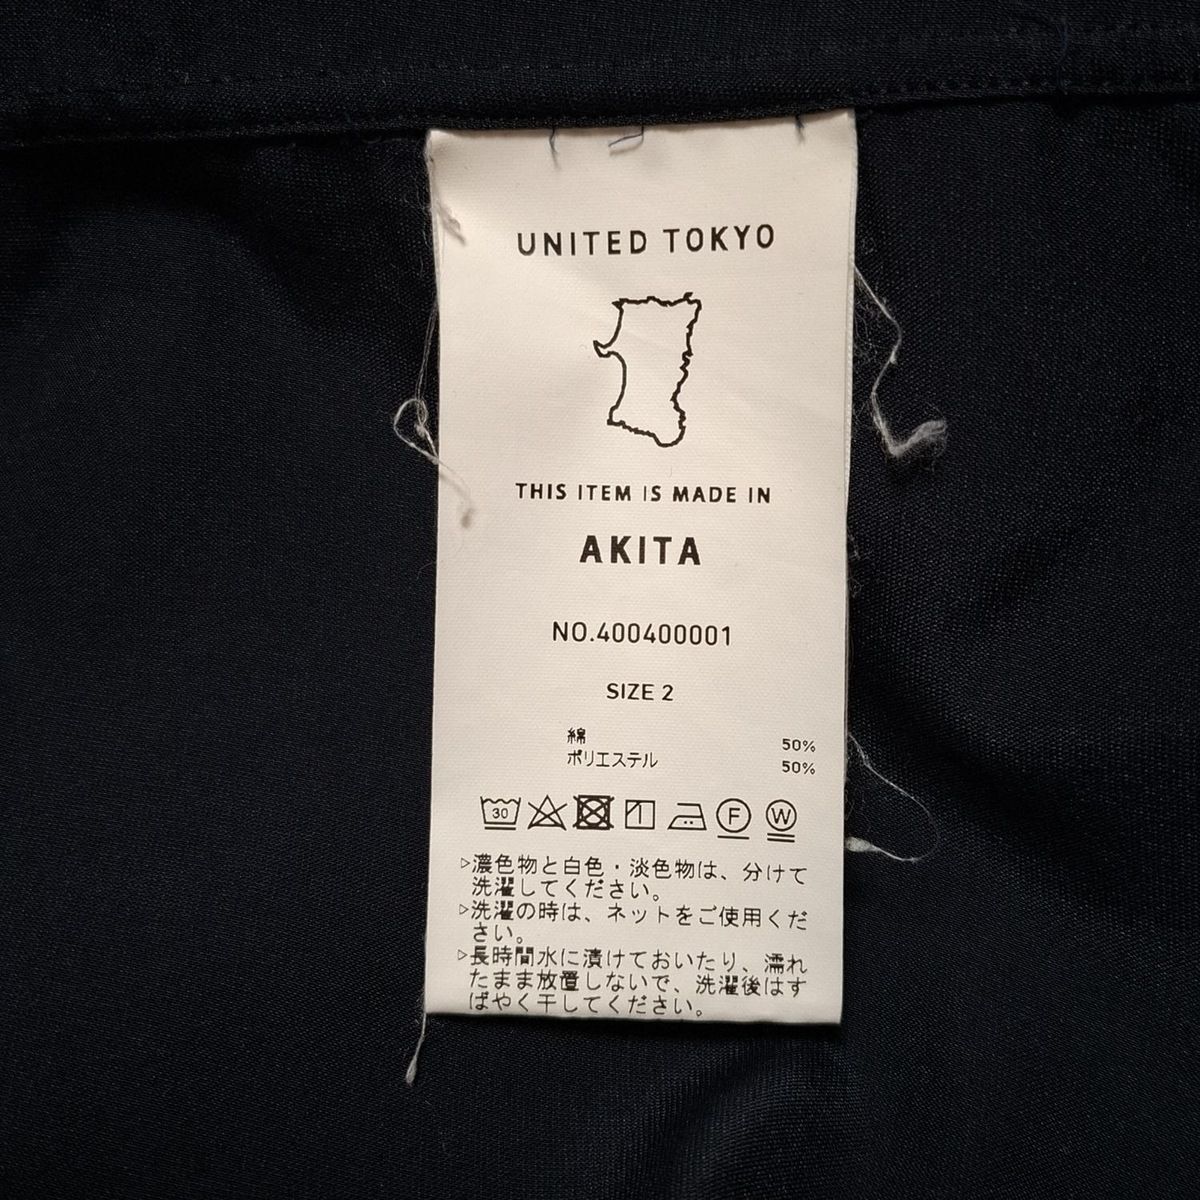 UNITED TOKYO
THIS ITEM IS MADE IN
AKITA
NO.400400001
SIZE 2
綿 50%
ポリエステル 50%
30 F W
▷濃色物と白色・淡色物は、分けて
洗濯してください。
▷洗濯の時は、ネットをご使用くだ
さい。
▷長時間水に漬けておいたり、濡れ
たまま放置しないで、洗濯後はす
ばやく干してください。